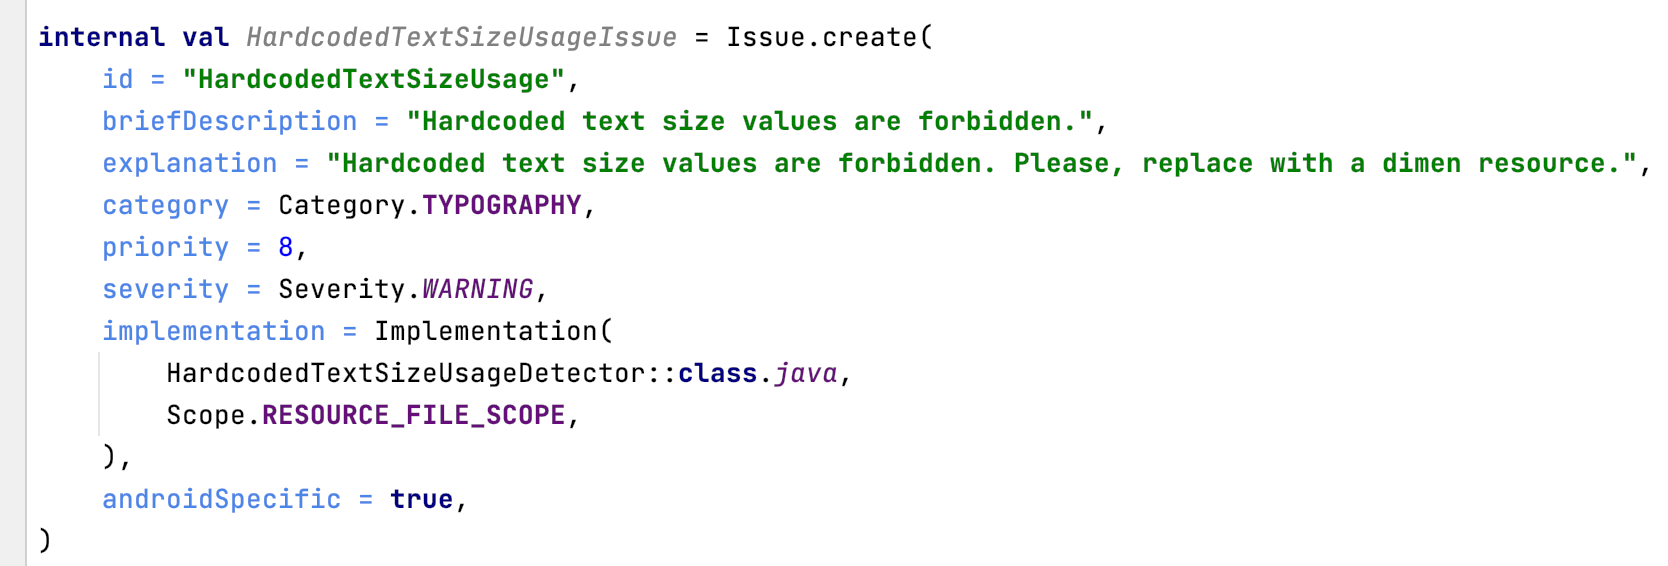 internal val HardcodedTextSizeUsageIssue = Issue.create(
    id = "HardcodedTextSizeUsage",
    briefDescription = "Hardcoded text size values are forbidden.",
    explanation = "Hardcoded text size values are forbidden. Please, replace with a dimen resource.",
    category = Category.TYPOGRAPHY,
    priority = 8,
    severity = Severity.WARNING,
    implementation = Implementation(
        HardcodedTextSizeUsageDetector::class.java,
        Scope.RESOURCE_FILE_SCOPE,
    ),
    androidSpecific = true,
)